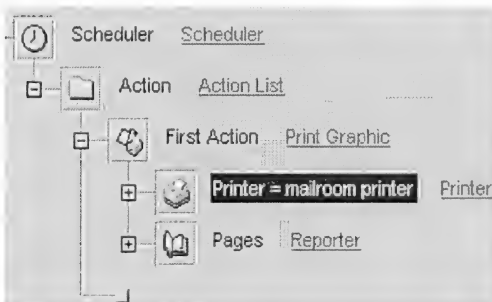 Scheduler Scheduler
Action Action List
First Action Print Graphic
Printer = mailroom printer Printer
Pages Reporter